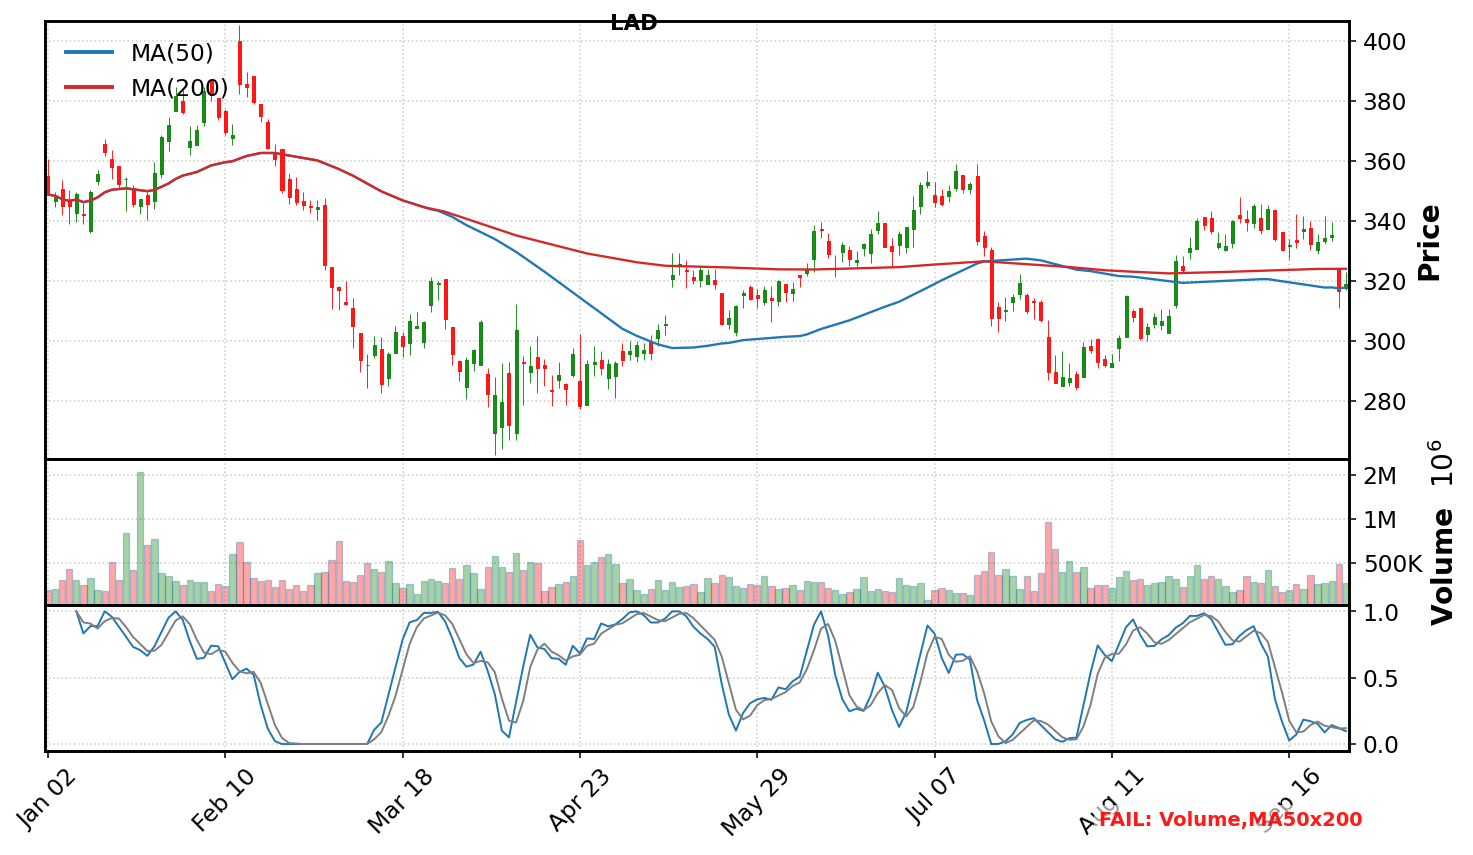 LAD
MA(50)
MA(200)
400
380
360
340
320
300
280
Price
2M
1M
500K
Volume 10^6
1.0
0.5
0.0
Jan 02
Feb 10
Mar 18
Apr 23
May 29
Jul 07
Aug 11
Sep 16
FAIL: Volume,MA50x200